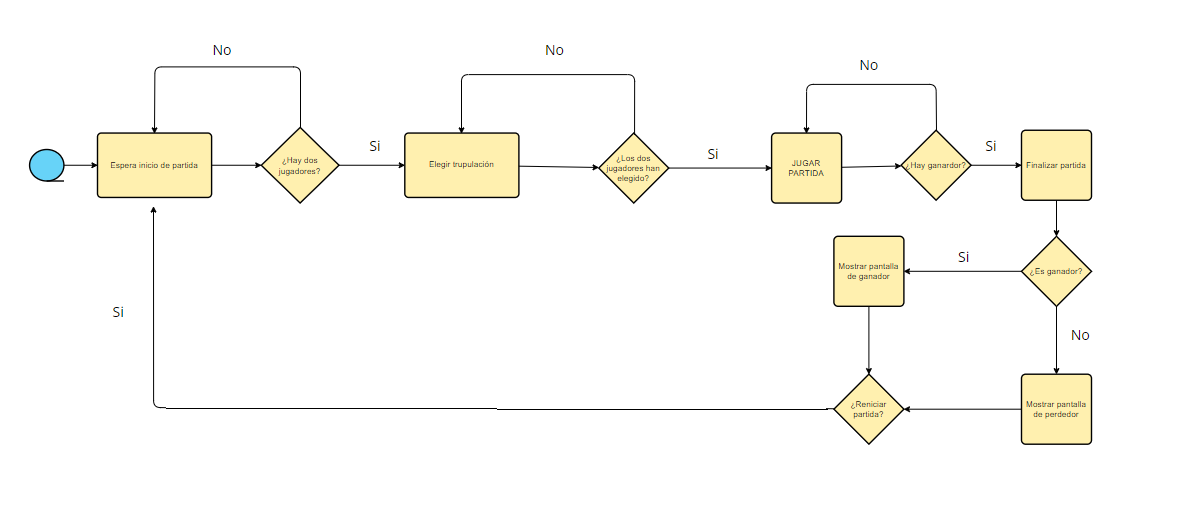 No
No
No
Espera inicio de partida
¿Hay dos
jugadores?
Si
Elegir trupulación
¿Los dos
jugadores han
elegido?
Si
JUGAR
PARTIDA
¿Hay ganardor?
Si
Finalizar partida
Mostrar pantalla
de ganador
Si
¿Es ganador?
No
Si
¿Reniciar
partida?
Mostrar pantalla
de perdedor